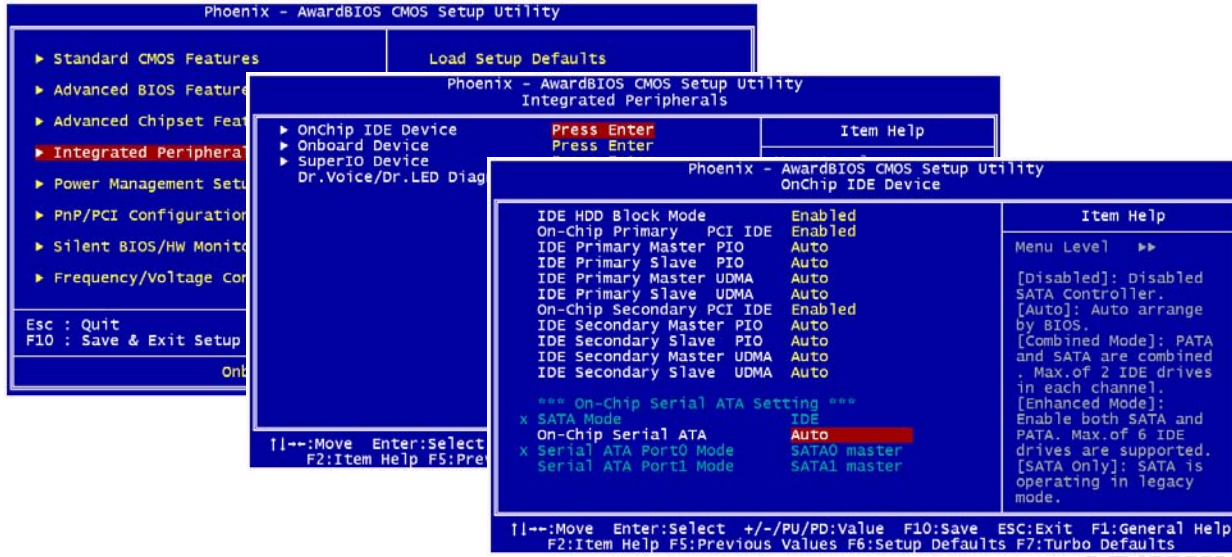 Phoenix - AwardBIOS CMOS Setup Utility
▶ Standard CMOS Features
Load Setup Defaults
▶ Advanced BIOS Feature
▶ Advanced Chipset Feat
▶ Integrated Peripheral
▶ Power Management Setu
▶ PnP/PCI Configuration
▶ Silent BIOS/HW Monito
▶ Frequency/Voltage Con
Esc : Quit
F10 : Save & Exit Setup
Phoenix - AwardBIOS CMOS Setup Utility
Integrated Peripherals
▶ OnChip IDE Device Press Enter
▶ Onboard Device Press Enter
▶ SuperIO Device
Dr.Voice/Dr.LED Diag
Item Help
↑↓→←:Move Enter:Select
F2:Item Help F5:Prev
Phoenix - AwardBIOS CMOS Setup Utility
OnChip IDE Device
IDE HDD Block Mode Enabled
On-Chip Primary PCI IDE Enabled
IDE Primary Master PIO Auto
IDE Primary Slave PIO Auto
IDE Primary Master UDMA Auto
IDE Primary Slave UDMA Auto
On-Chip Secondary PCI IDE Enabled
IDE Secondary Master PIO Auto
IDE Secondary Slave PIO Auto
IDE Secondary Master UDMA Auto
IDE Secondary Slave UDMA Auto
*** On-Chip Serial ATA Setting ***
x SATA Mode IDE
On-Chip Serial ATA Auto
x Serial ATA Port0 Mode SATA0 master
Serial ATA Port1 Mode SATA1 master
Item Help
Menu Level ▶▶
[Disabled]: Disabled
SATA Controller.
[Auto]: Auto arrange
by BIOS.
[Combined Mode]: PATA
and SATA are combined
. Max.of 2 IDE drives
in each channel.
[Enhanced Mode]:
Enable both SATA and
PATA. Max.of 6 IDE
drives are supported.
[SATA Only]: SATA is
operating in legacy
mode.
↑↓→←:Move Enter:Select +/-/PU/PD:Value F10:Save ESC:Exit F1:General Help
F2:Item Help F5:Previous Values F6:Setup Defaults F7:Turbo Defaults